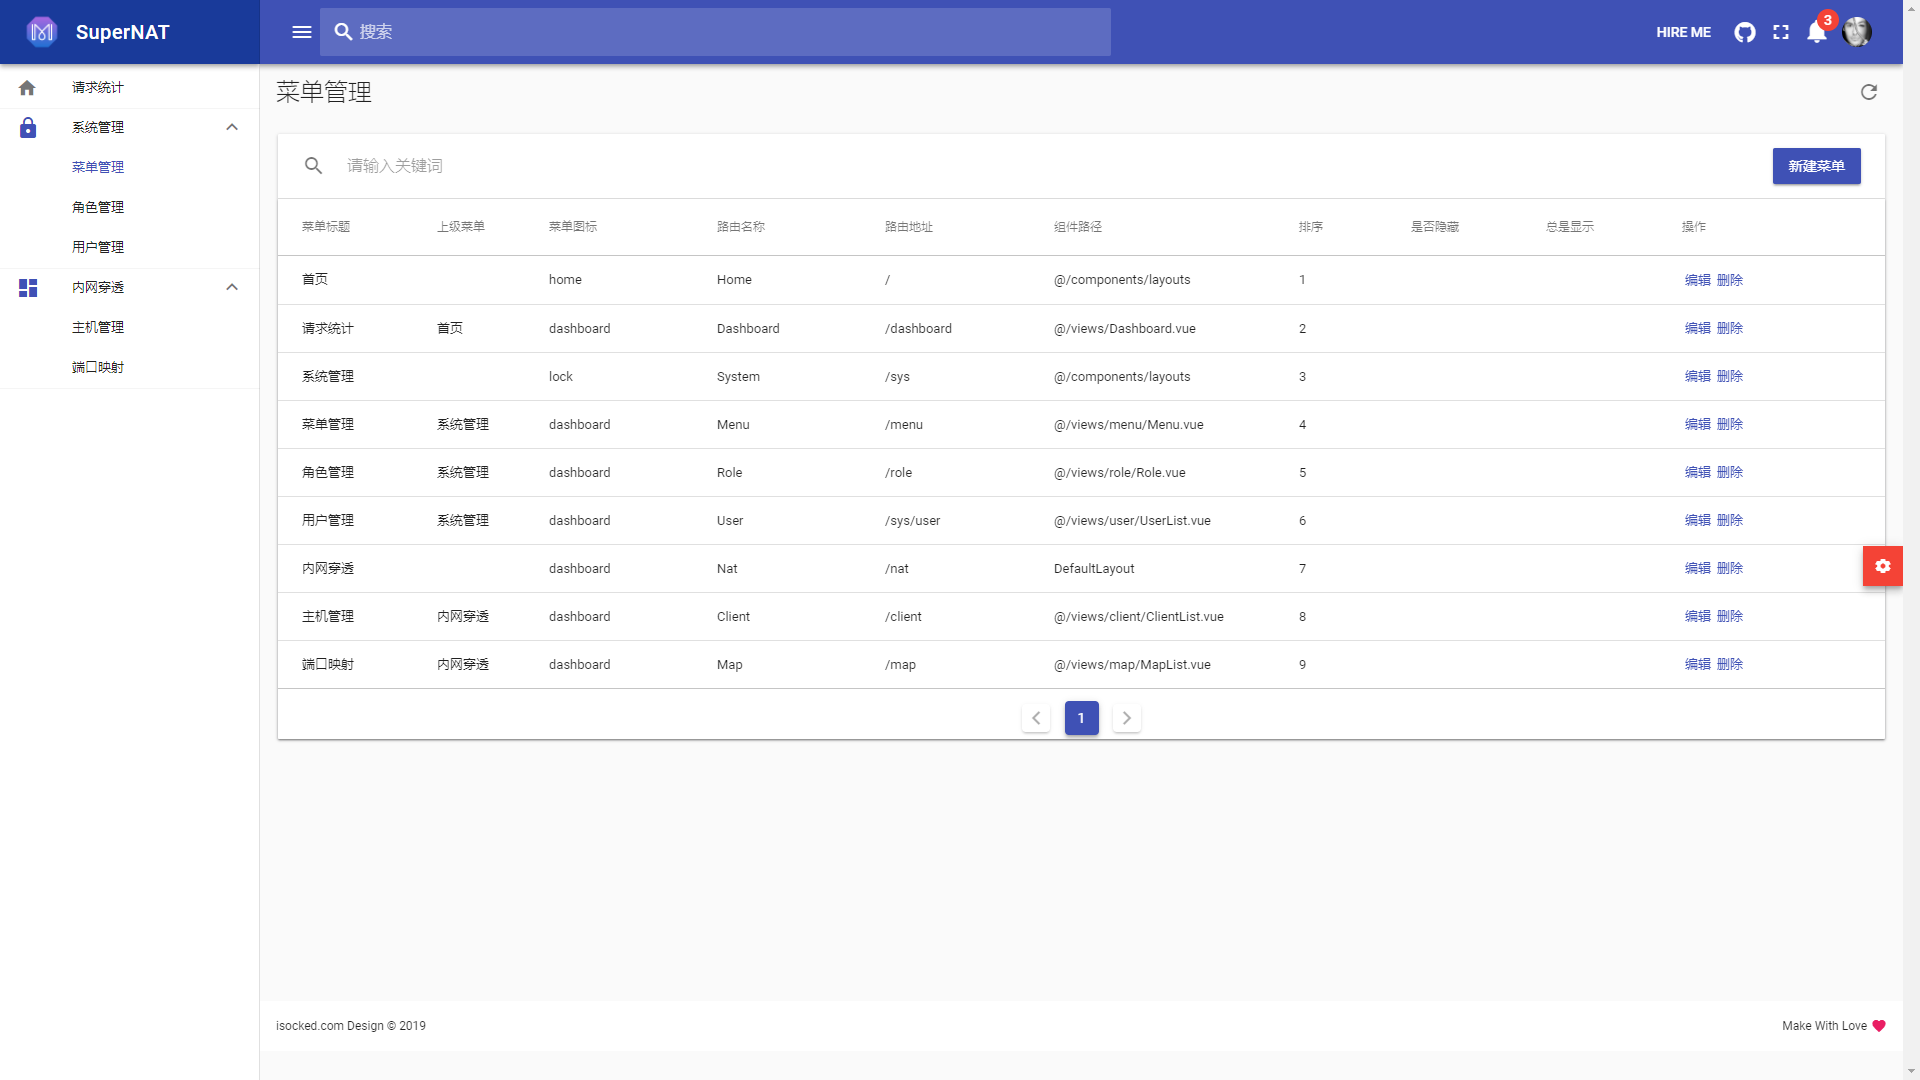 SuperNAT
搜索
HIRE ME
3
请求统计
系统管理
菜单管理
角色管理
用户管理
内网穿透
主机管理
端口映射
菜单管理
请输入关键词
新建菜单
菜单标题 上级菜单 菜单图标 路由名称 路由地址 组件路径 排序 是否隐藏 总是显示 操作
首页 home Home / @/components/layouts 1 编辑 删除
请求统计 首页 dashboard Dashboard /dashboard @/views/Dashboard.vue 2 编辑 删除
系统管理 lock System /sys @/components/layouts 3 编辑 删除
菜单管理 系统管理 dashboard Menu /menu @/views/menu/Menu.vue 4 编辑 删除
角色管理 系统管理 dashboard Role /role @/views/role/Role.vue 5 编辑 删除
用户管理 系统管理 dashboard User /sys/user @/views/user/UserList.vue 6 编辑 删除
内网穿透 dashboard Nat /nat DefaultLayout 7 编辑 删除
主机管理 内网穿透 dashboard Client /client @/views/client/ClientList.vue 8 编辑 删除
端口映射 内网穿透 dashboard Map /map @/views/map/MapList.vue 9 编辑 删除
1
isocked.com Design © 2019
Make With Love